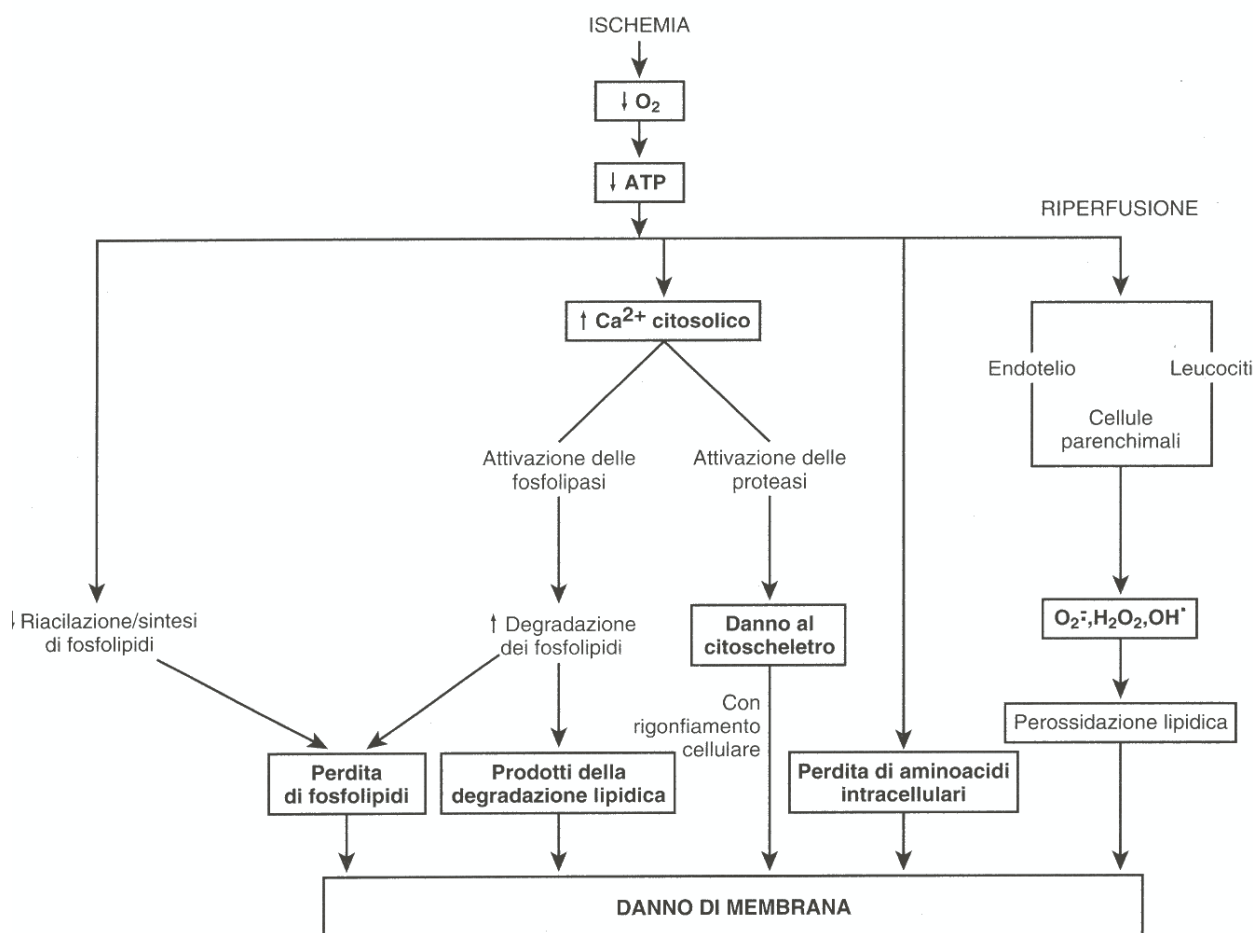 ISCHEMIA
↓ O₂
↓ ATP
RIPERFUSIONE
↑ Ca²⁺ citosolico
Endotelio
Leucociti
Cellule
parenchimali
Attivazione delle
fosfolipasi
Attivazione delle
proteasi
↓ Riacilazione/sintesi
di fosfolipidi
↑ Degradazione
dei fosfolipidi
Danno al
citoscheletro
O₂⨪,H₂O₂,OH˙
Con
rigonfiamento
cellulare
Perossidazione lipidica
Perdita
di fosfolipidi
Prodotti della
degradazione lipidica
Perdita di aminoacidi
intracellulari
DANNO DI MEMBRANA